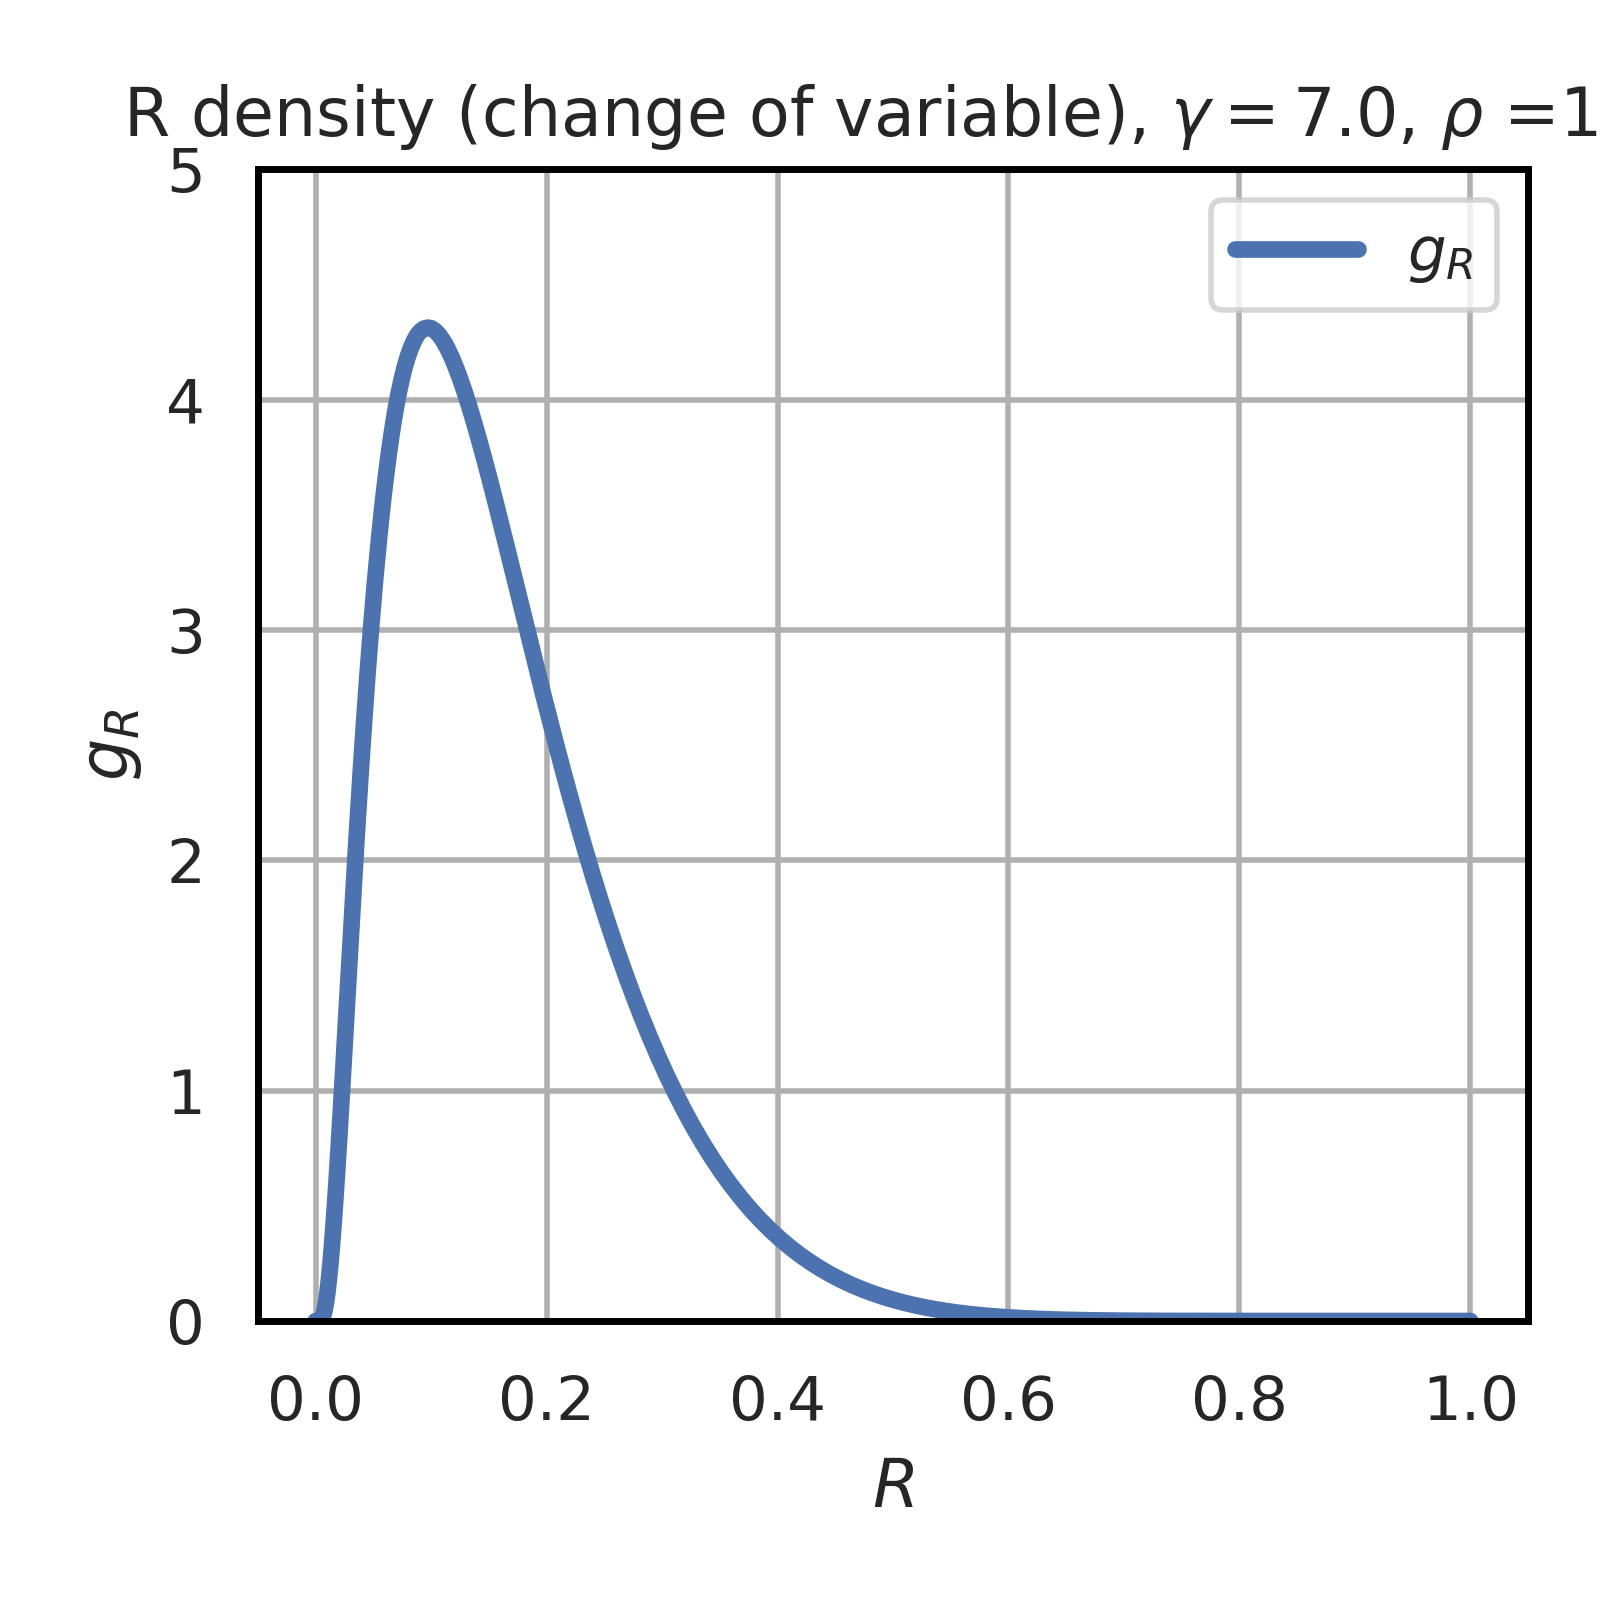 R density (change of variable), γ = 7.0, ρ =1
5
g_R
4
3
g_R
2
1
0
0.0 0.2 0.4 0.6 0.8 1.0
R